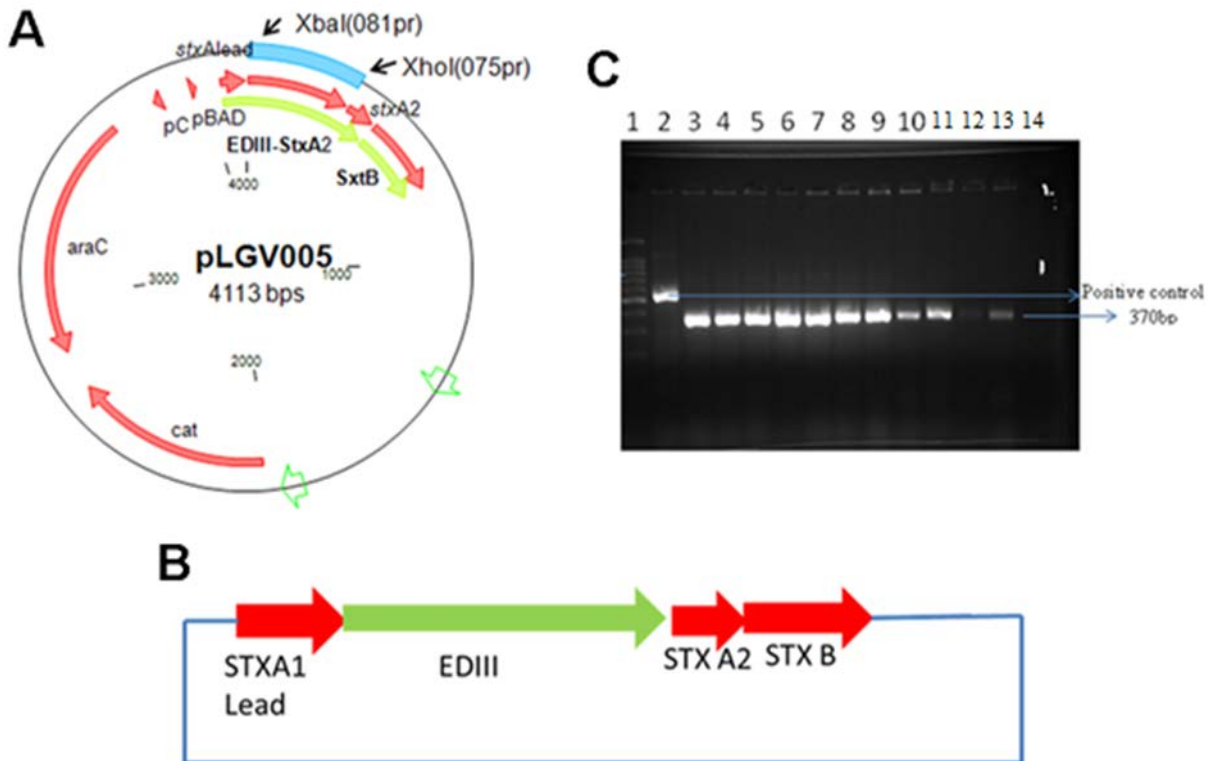 A
XbaI(081pr)
stxAlead
XhoI(075pr)
stxA2
pC
pBAD
EDIII-StxA2
4000
SxtB
araC
pLGV005
3000
1000
4113 bps
2000
cat
C
1 2 3 4 5 6 7 8 9 10 11 12 13 14
Positive control
370bp
B
STXA1
Lead
EDIII
STX A2
STX B